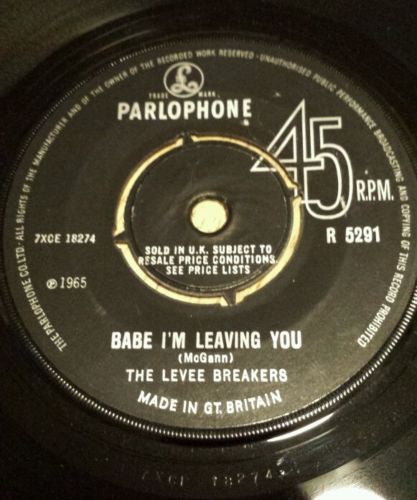 THE PARLOPHONE CO.LTD. ALL RIGHTS OF THE MANUFACTURER AND OF THE OWNER OF THE RECORDED WORK RESERVED · UNAUTHORISED PUBLIC PERFORMANCE BROADCASTING AND COPYING OF THIS RECORD PROHIBITED
£
TRADE MARK
PARLOPHONE
45
R.P.M.
7XCE 18274
R 5291
SOLD IN U.K. SUBJECT TO
RESALE PRICE CONDITIONS,
SEE PRICE LISTS
℗1965
BABE I'M LEAVING YOU
(McGann)
THE LEVEE BREAKERS
MADE IN GT. BRITAIN
7XCE 18274